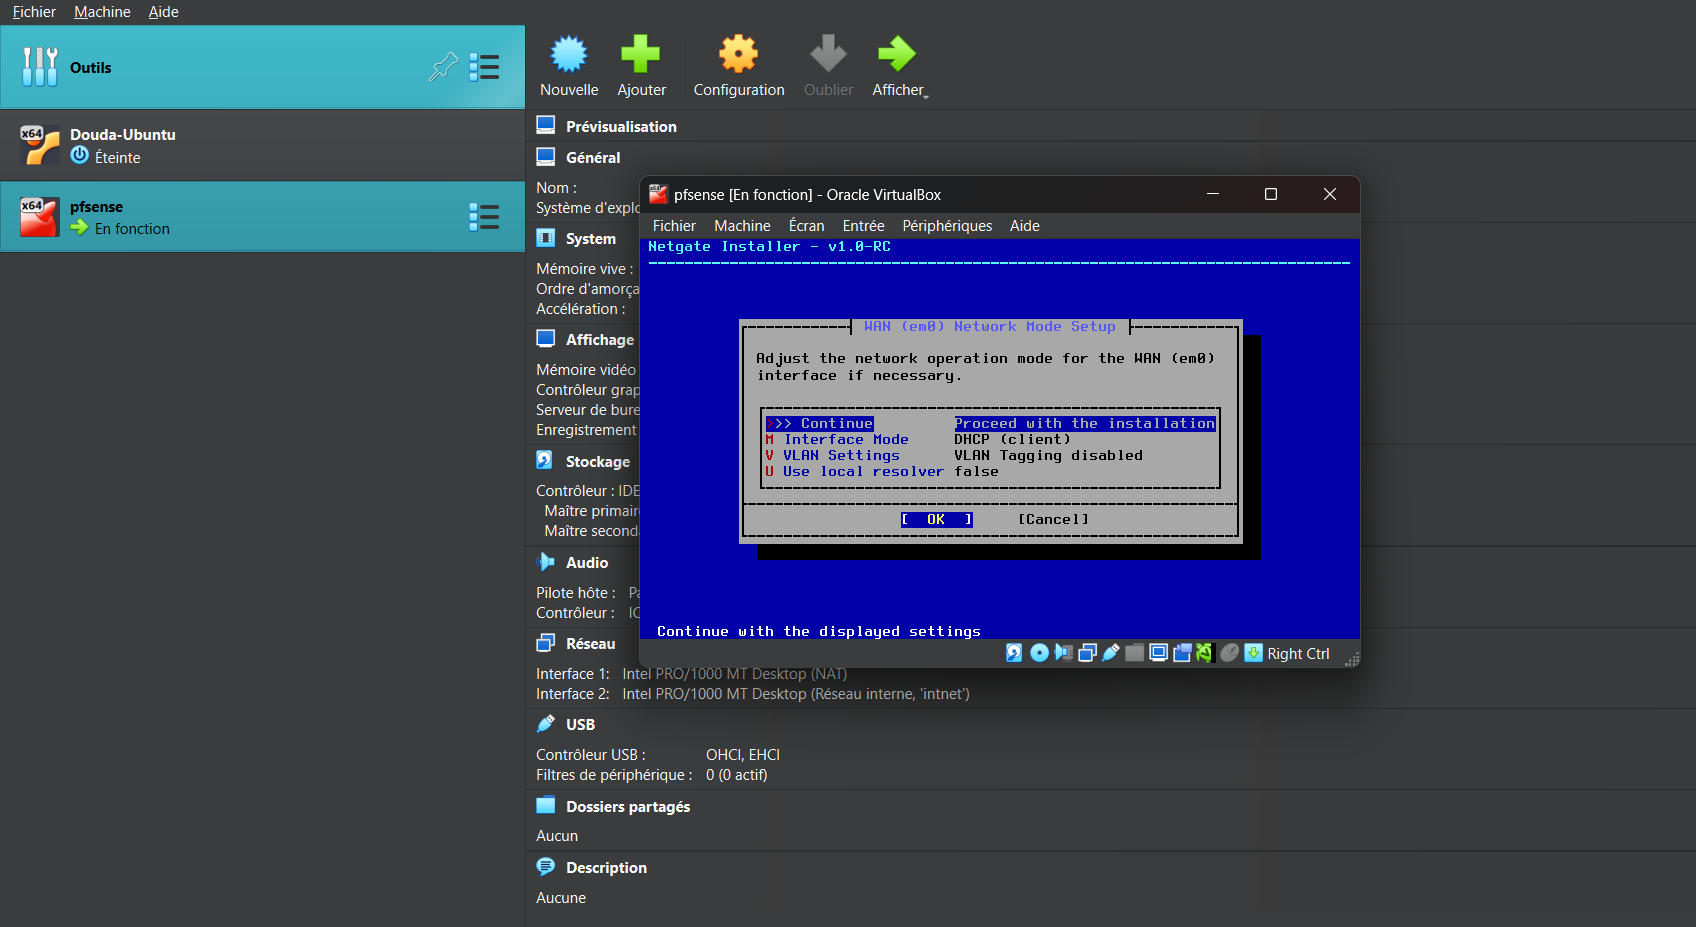 Fichier Machine Aide
Outils
Nouvelle Ajouter Configuration Oublier Afficher
x64 Douda-Ubuntu
Éteinte
x64 pfsense
En fonction
Prévisualisation
Général
Nom :
Système d'explo
System
Mémoire vive :
Ordre d'amorça
Accélération :
Affichage
Mémoire vidéo
Contrôleur grap
Serveur de bure
Enregistrement
Stockage
Contrôleur : IDE
Maître primair
Maître second
Audio
Pilote hôte : Pa
Contrôleur : IC
Réseau
Interface 1: Intel PRO/1000 MT Desktop (NAT)
Interface 2: Intel PRO/1000 MT Desktop (Réseau interne, 'intnet')
USB
Contrôleur USB : OHCI, EHCI
Filtres de périphérique : 0 (0 actif)
Dossiers partagés
Aucun
Description
Aucune
pfsense [En fonction] - Oracle VirtualBox
Fichier Machine Écran Entrée Périphériques Aide
Netgate Installer - v1.0-RC
WAN (em0) Network Mode Setup
Adjust the network operation mode for the WAN (em0)
interface if necessary.
>>> Continue Proceed with the installation
M Interface Mode DHCP (client)
V VLAN Settings VLAN Tagging disabled
U Use local resolver false
[ OK ] [Cancel]
Continue with the displayed settings
Right Ctrl